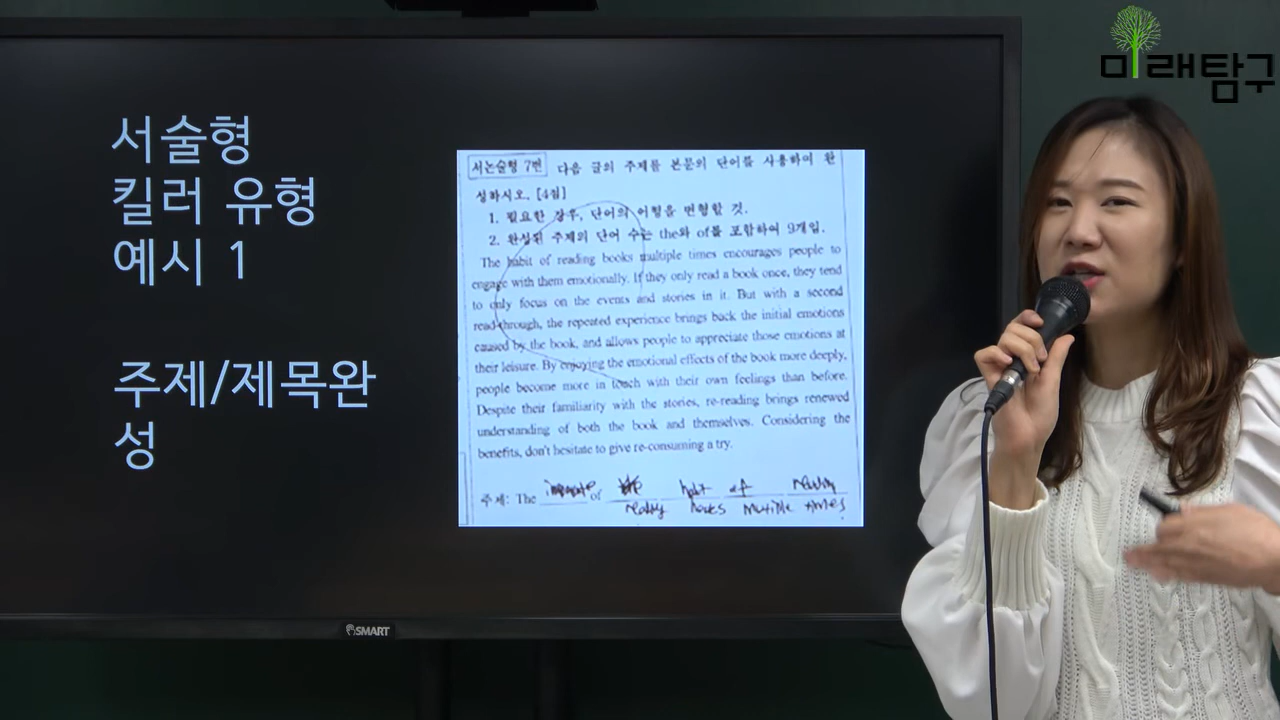 미래탐구
서술형
킬러 유형
예시 1
주제/제목완
성
서논술형 7번 다음 글의 주제를 본문의 단어를 사용하여 완
성하시오. [4점]
1. 필요한 경우, 단어의 어형을 변형할 것.
2. 완성된 주제의 단어 수는 the와 of를 포함하여 9개임.
The habit of reading books multiple times encourages people to
engage with them emotionally. If they only read a book once, they tend
to only focus on the events and stories in it. But with a second
read-through, the repeated experience brings back the initial emotions
caused by the book, and allows people to appreciate those emotions at
their leisure. By enjoying the emotional effects of the book more deeply,
people become more in touch with their own feelings than before.
Despite their familiarity with the stories, re-reading brings renewed
understanding of both the book and themselves. Considering the
benefits, don't hesitate to give re-consuming a try.
주제: The of habit of
times
SMART